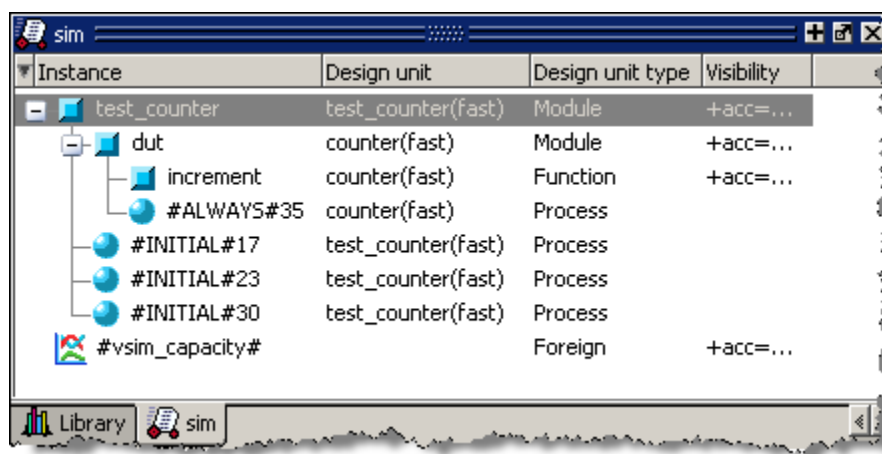 sim
Instance Design unit Design unit type Visibility
test_counter test_counter(fast) Module +acc=...
dut counter(fast) Module +acc=...
increment counter(fast) Function +acc=...
#ALWAYS#35 counter(fast) Process
#INITIAL#17 test_counter(fast) Process
#INITIAL#23 test_counter(fast) Process
#INITIAL#30 test_counter(fast) Process
#vsim_capacity# Foreign +acc=...
Library sim